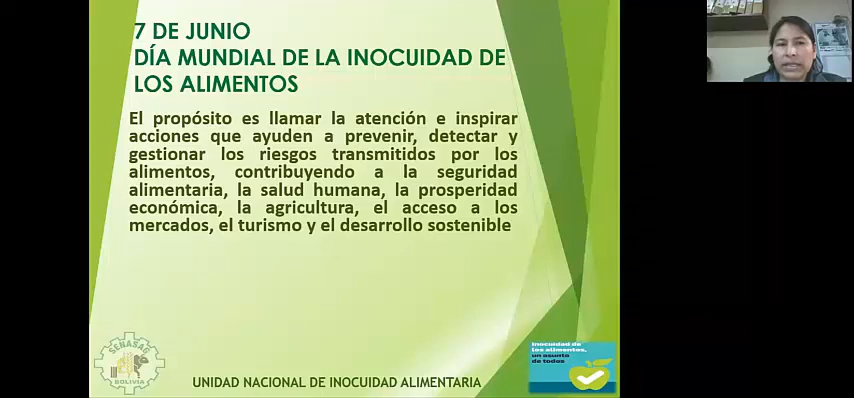 7 DE JUNIO
DÍA MUNDIAL DE LA INOCUIDAD DE
LOS ALIMENTOS
El propósito es llamar la atención e inspirar
acciones que ayuden a prevenir, detectar y
gestionar los riesgos transmitidos por los
alimentos, contribuyendo a la seguridad
alimentaria, la salud humana, la prosperidad
económica, la agricultura, el acceso a los
mercados, el turismo y el desarrollo sostenible
SENASAG
BOLIVIA
UNIDAD NACIONAL DE INOCUIDAD ALIMENTARIA
Inocuidad de
los alimentos,
un asunto
de todos